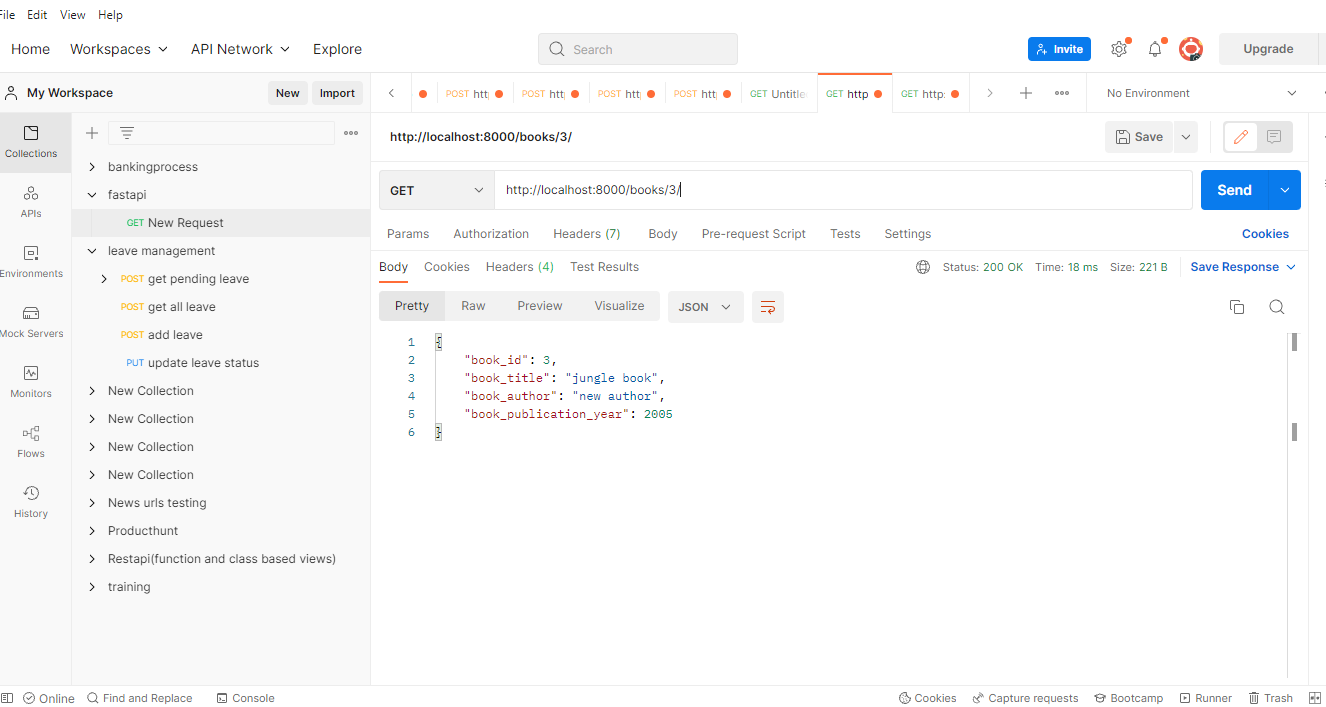 File Edit View Help
Home Workspaces API Network Explore Search Invite Upgrade
My Workspace New Import
POST http POST http POST http POST http GET Untitle GET http GET http: No Environment
Collections
APIs
Environments
Mock Servers
Monitors
Flows
History
bankingprocess
fastapi
GET New Request
leave management
POST get pending leave
POST get all leave
POST add leave
PUT update leave status
New Collection
New Collection
New Collection
New Collection
News urls testing
Producthunt
Restapi(function and class based views)
training
http://localhost:8000/books/3/ Save
GET http://localhost:8000/books/3/ Send
Params Authorization Headers (7) Body Pre-request Script Tests Settings Cookies
Body Cookies Headers (4) Test Results Status: 200 OK Time: 18 ms Size: 221 B Save Response
Pretty Raw Preview Visualize JSON
1 {
2 "book_id": 3,
3 "book_title": "jungle book",
4 "book_author": "new author",
5 "book_publication_year": 2005
6 }
Online Find and Replace Console Cookies Capture requests Bootcamp Runner Trash